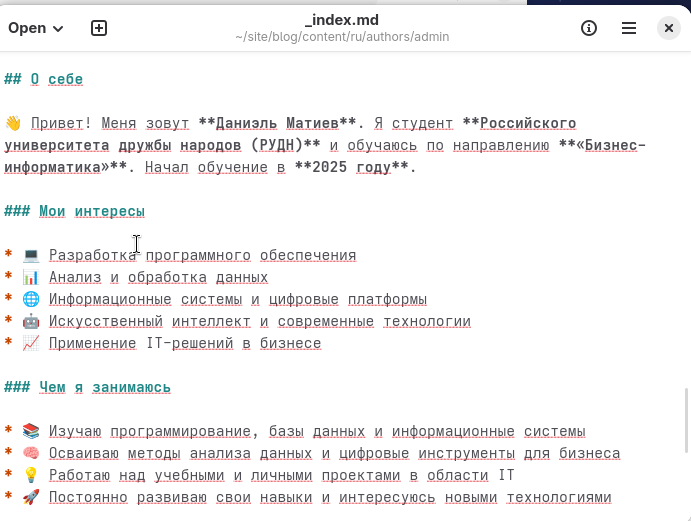 Open
_index.md
~/site/blog/content/ru/authors/admin
## О себе
👋 Привет! Меня зовут **Даниэль Матиев**. Я студент **Российского
университета дружбы народов (РУДН)** и обучаюсь по направлению **«Бизнес-
информатика»**. Начал обучение в **2025 году**.
### Мои интересы
* 💻 Разработка программного обеспечения
* 📊 Анализ и обработка данных
* 🌐 Информационные системы и цифровые платформы
* 🤖 Искусственный интеллект и современные технологии
* 📈 Применение IT-решений в бизнесе
### Чем я занимаюсь
* 📚 Изучаю программирование, базы данных и информационные системы
* 🧠 Осваиваю методы анализа данных и цифровые инструменты для бизнеса
* 💡 Работаю над учебными и личными проектами в области IT
* 🚀 Постоянно развиваю свои навыки и интересуюсь новыми технологиями